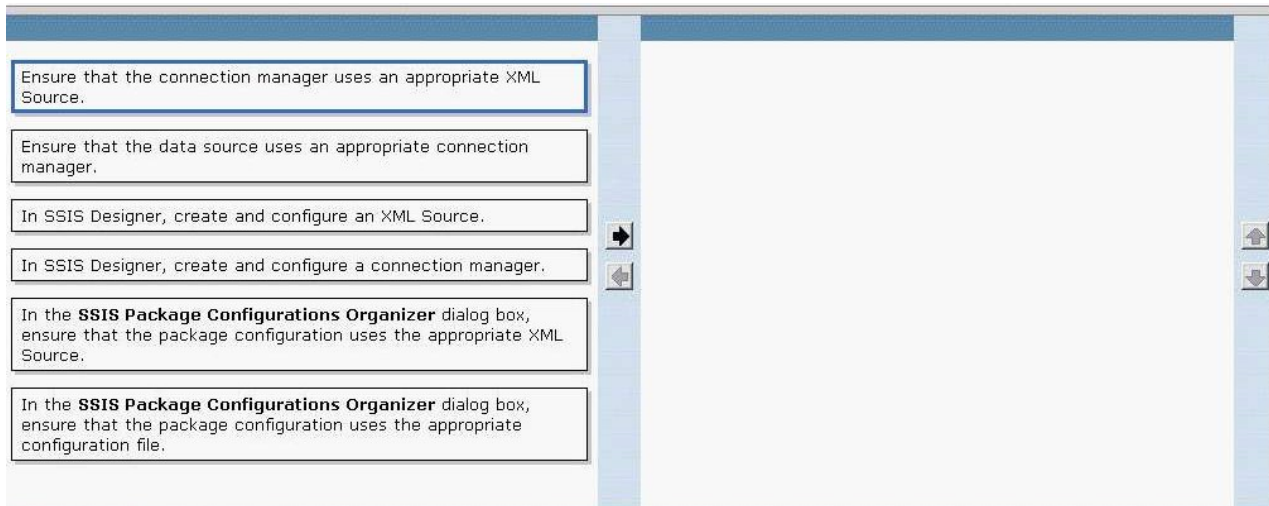 Ensure that the connection manager uses an appropriate XML
Source.
Ensure that the data source uses an appropriate connection
manager.
In SSIS Designer, create and configure an XML Source.
In SSIS Designer, create and configure a connection manager.
In the SSIS Package Configurations Organizer dialog box,
ensure that the package configuration uses the appropriate XML
Source.
In the SSIS Package Configurations Organizer dialog box,
ensure that the package configuration uses the appropriate
configuration file.